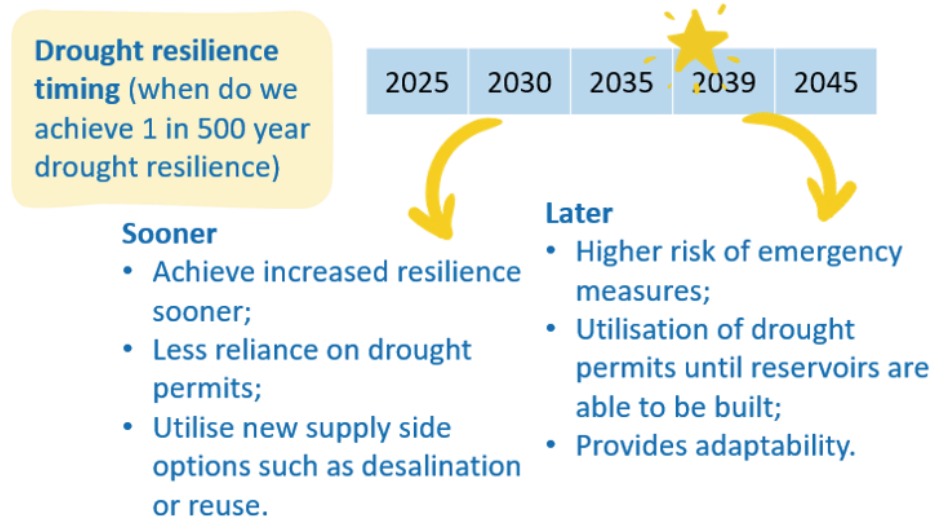 Drought resilience
timing (when do we
achieve 1 in 500 year
drought resilience)
2025 2030 2035 2039 2045
Sooner
• Achieve increased resilience
sooner;
• Less reliance on drought
permits;
• Utilise new supply side
options such as desalination
or reuse.
Later
• Higher risk of emergency
measures;
• Utilisation of drought
permits until reservoirs are
able to be built;
• Provides adaptability.